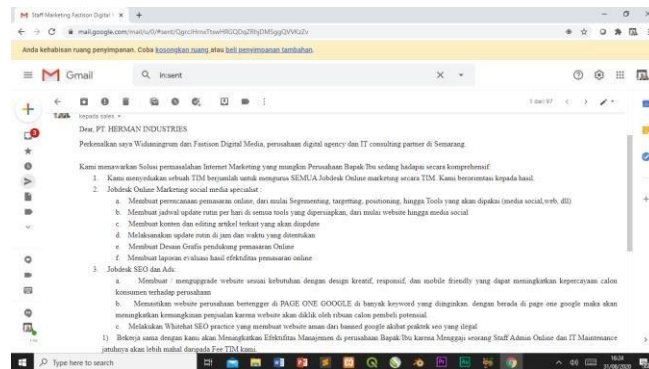 Staff Marketing Fastison Digital
mail.google.com/mail/u/0/#sent/
Anda kehabisan ruang penyimpanan. Coba kosongkan ruang atau beli penyimpanan tambahan.
Gmail
in:sent
1 dari 97
kepada sales
Dear, PT. HERMAN INDUSTRIES
Perkenalkan saya Widianingrum dari Fastison Digital Media, perusahaan digital agency dan IT consulting partner di Semarang.
Kami menawarkan Solusi permasalahan Internet Marketing yang mungkin Perusahaan Bapak/Ibu sedang hadapai secara komprehensif.
1. Kami menyediakan sebuah TIM berjumlah untuk mengurus SEMUA Jobdesk Online marketing secara TIM. Kami berorientasi kepada hasil.
2. Jobdesk Online Marketing social media specialist :
a. Membuat perencanaan pemasaran online, dari mulai Segementing, targetting, positioning, hingga Tools yang akan dipakai (media social,web, dll)
b. Membuat jadwal update rutin per hari di semua tools yang dipersiapkan, dari mulai website hingga media social
c. Membuat konten dan editing artikel terkait yang akan diupdate
d. Melaksanakan update rutin di jam dan waktu yang ditentukan
e. Membuat Desain Grafis pendukung pemasaran Online
f. Membuat laporan evaluasi hasil efektifitas pemasaran online
3. Jobdesk SEO dan Ads :
a. Membuat / mengupgrade website sesuai kebutuhan dengan design kreatif, responsif, dan mobile friendly yang dapat meningkatkan kepercayaan calon
konsumen terhadap perusahaan
b. Memastikan website perusahaan bertengger di PAGE ONE GOOGLE di banyak keyword yang diinginkan, dengan berada di page one google maka akan
meningkatkan kemungkinan penjualan karena website akan diklik oleh ribuan calon pembeli potensial.
c. Melakukan Whitehat SEO practice yang membuat website aman dari banned google akibat praktek seo yang ilegal
1) Bekerja sama dengan kami akan Meningkatkan Efektifitas Manajemen di perusahaan Bapak/Ibu karena Menggaji seorang Staff Admin Online dan IT Maintenance
jatuhnya akan lebih mahal daripada Fee TIM kami.
Type here to search
16:24
31/08/2020